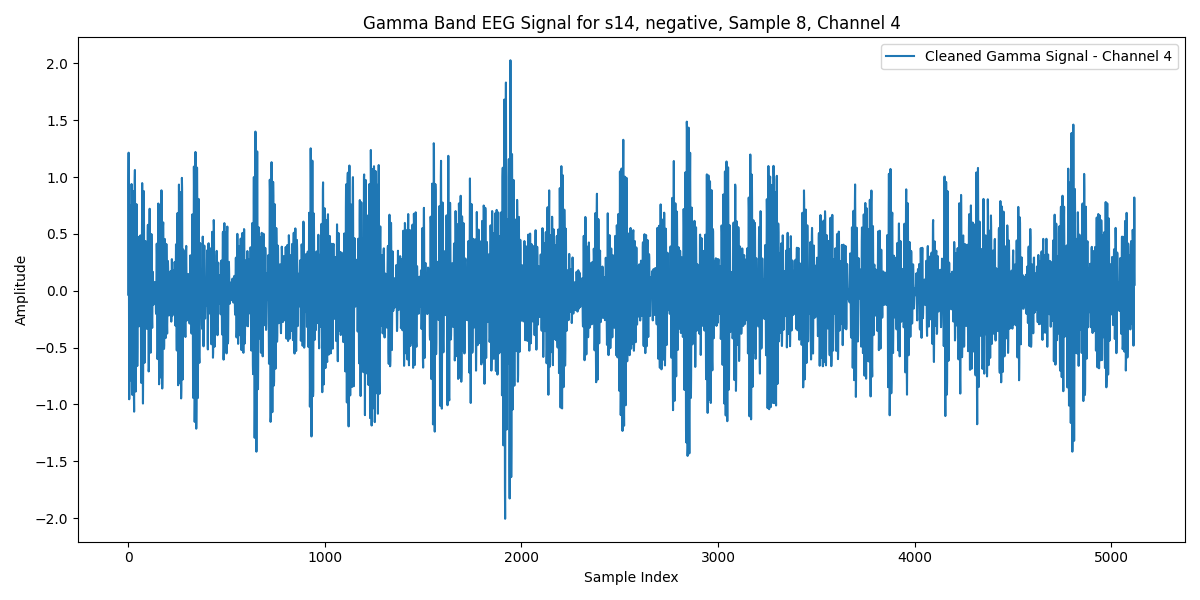 Gamma Band EEG Signal for s14, negative, Sample 8, Channel 4
Cleaned Gamma Signal - Channel 4
2.0
1.5
1.0
0.5
0.0
−0.5
−1.0
−1.5
−2.0
Amplitude
0 1000 2000 3000 4000 5000
Sample Index